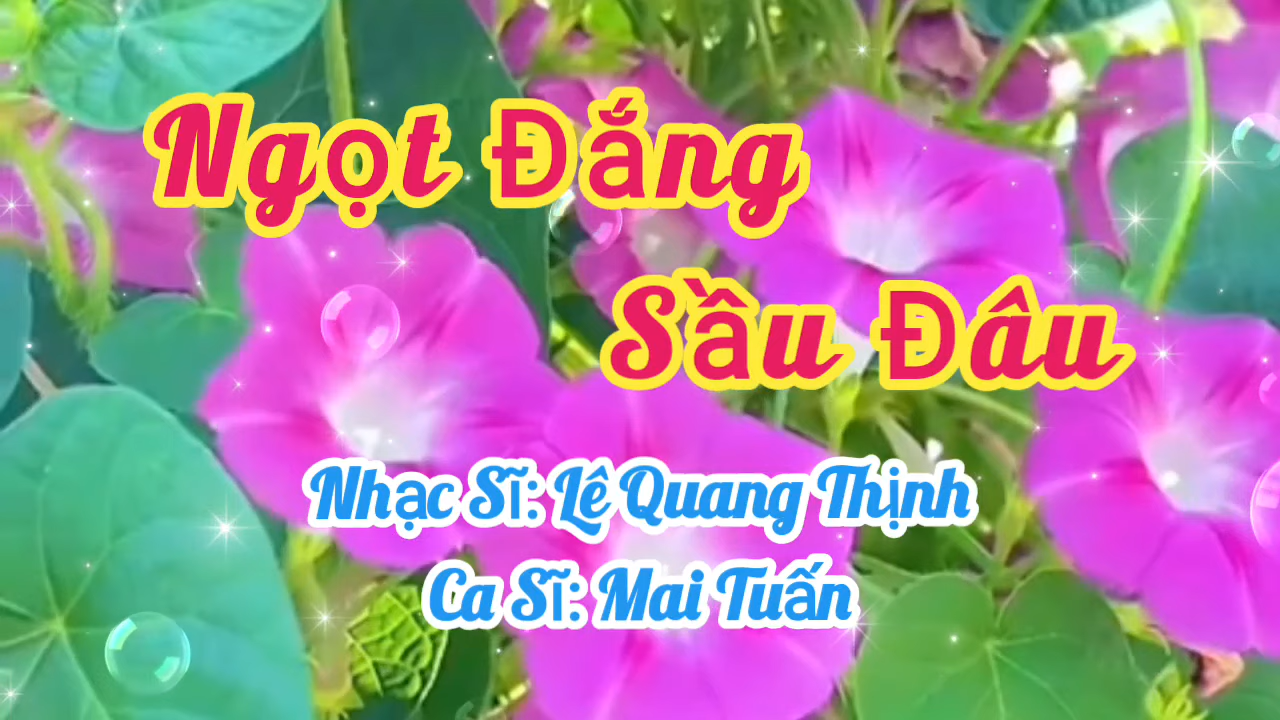 Ngọt Đắng
Sầu Đâu
Nhạc Sĩ: Lê Quang Thịnh
Ca Sĩ: Mai Tuấn